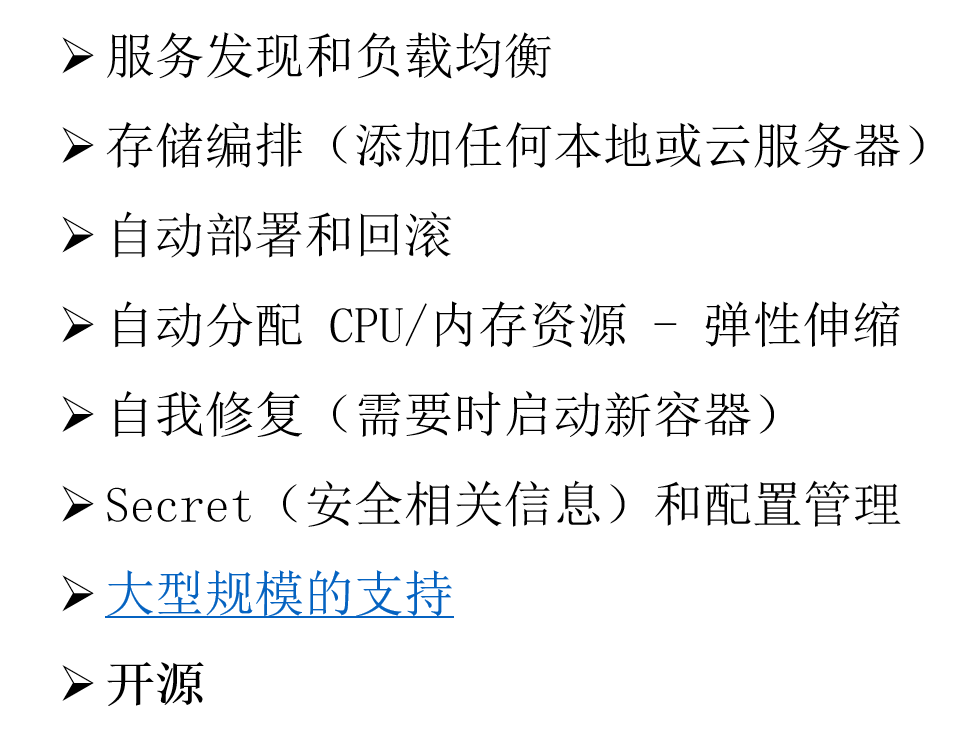 ➢ 服务发现和负载均衡
➢ 存储编排（添加任何本地或云服务器）
➢ 自动部署和回滚
➢ 自动分配 CPU/内存资源 - 弹性伸缩
➢ 自我修复（需要时启动新容器）
➢ Secret（安全相关信息）和配置管理
➢ 大型规模的支持
➢ 开源